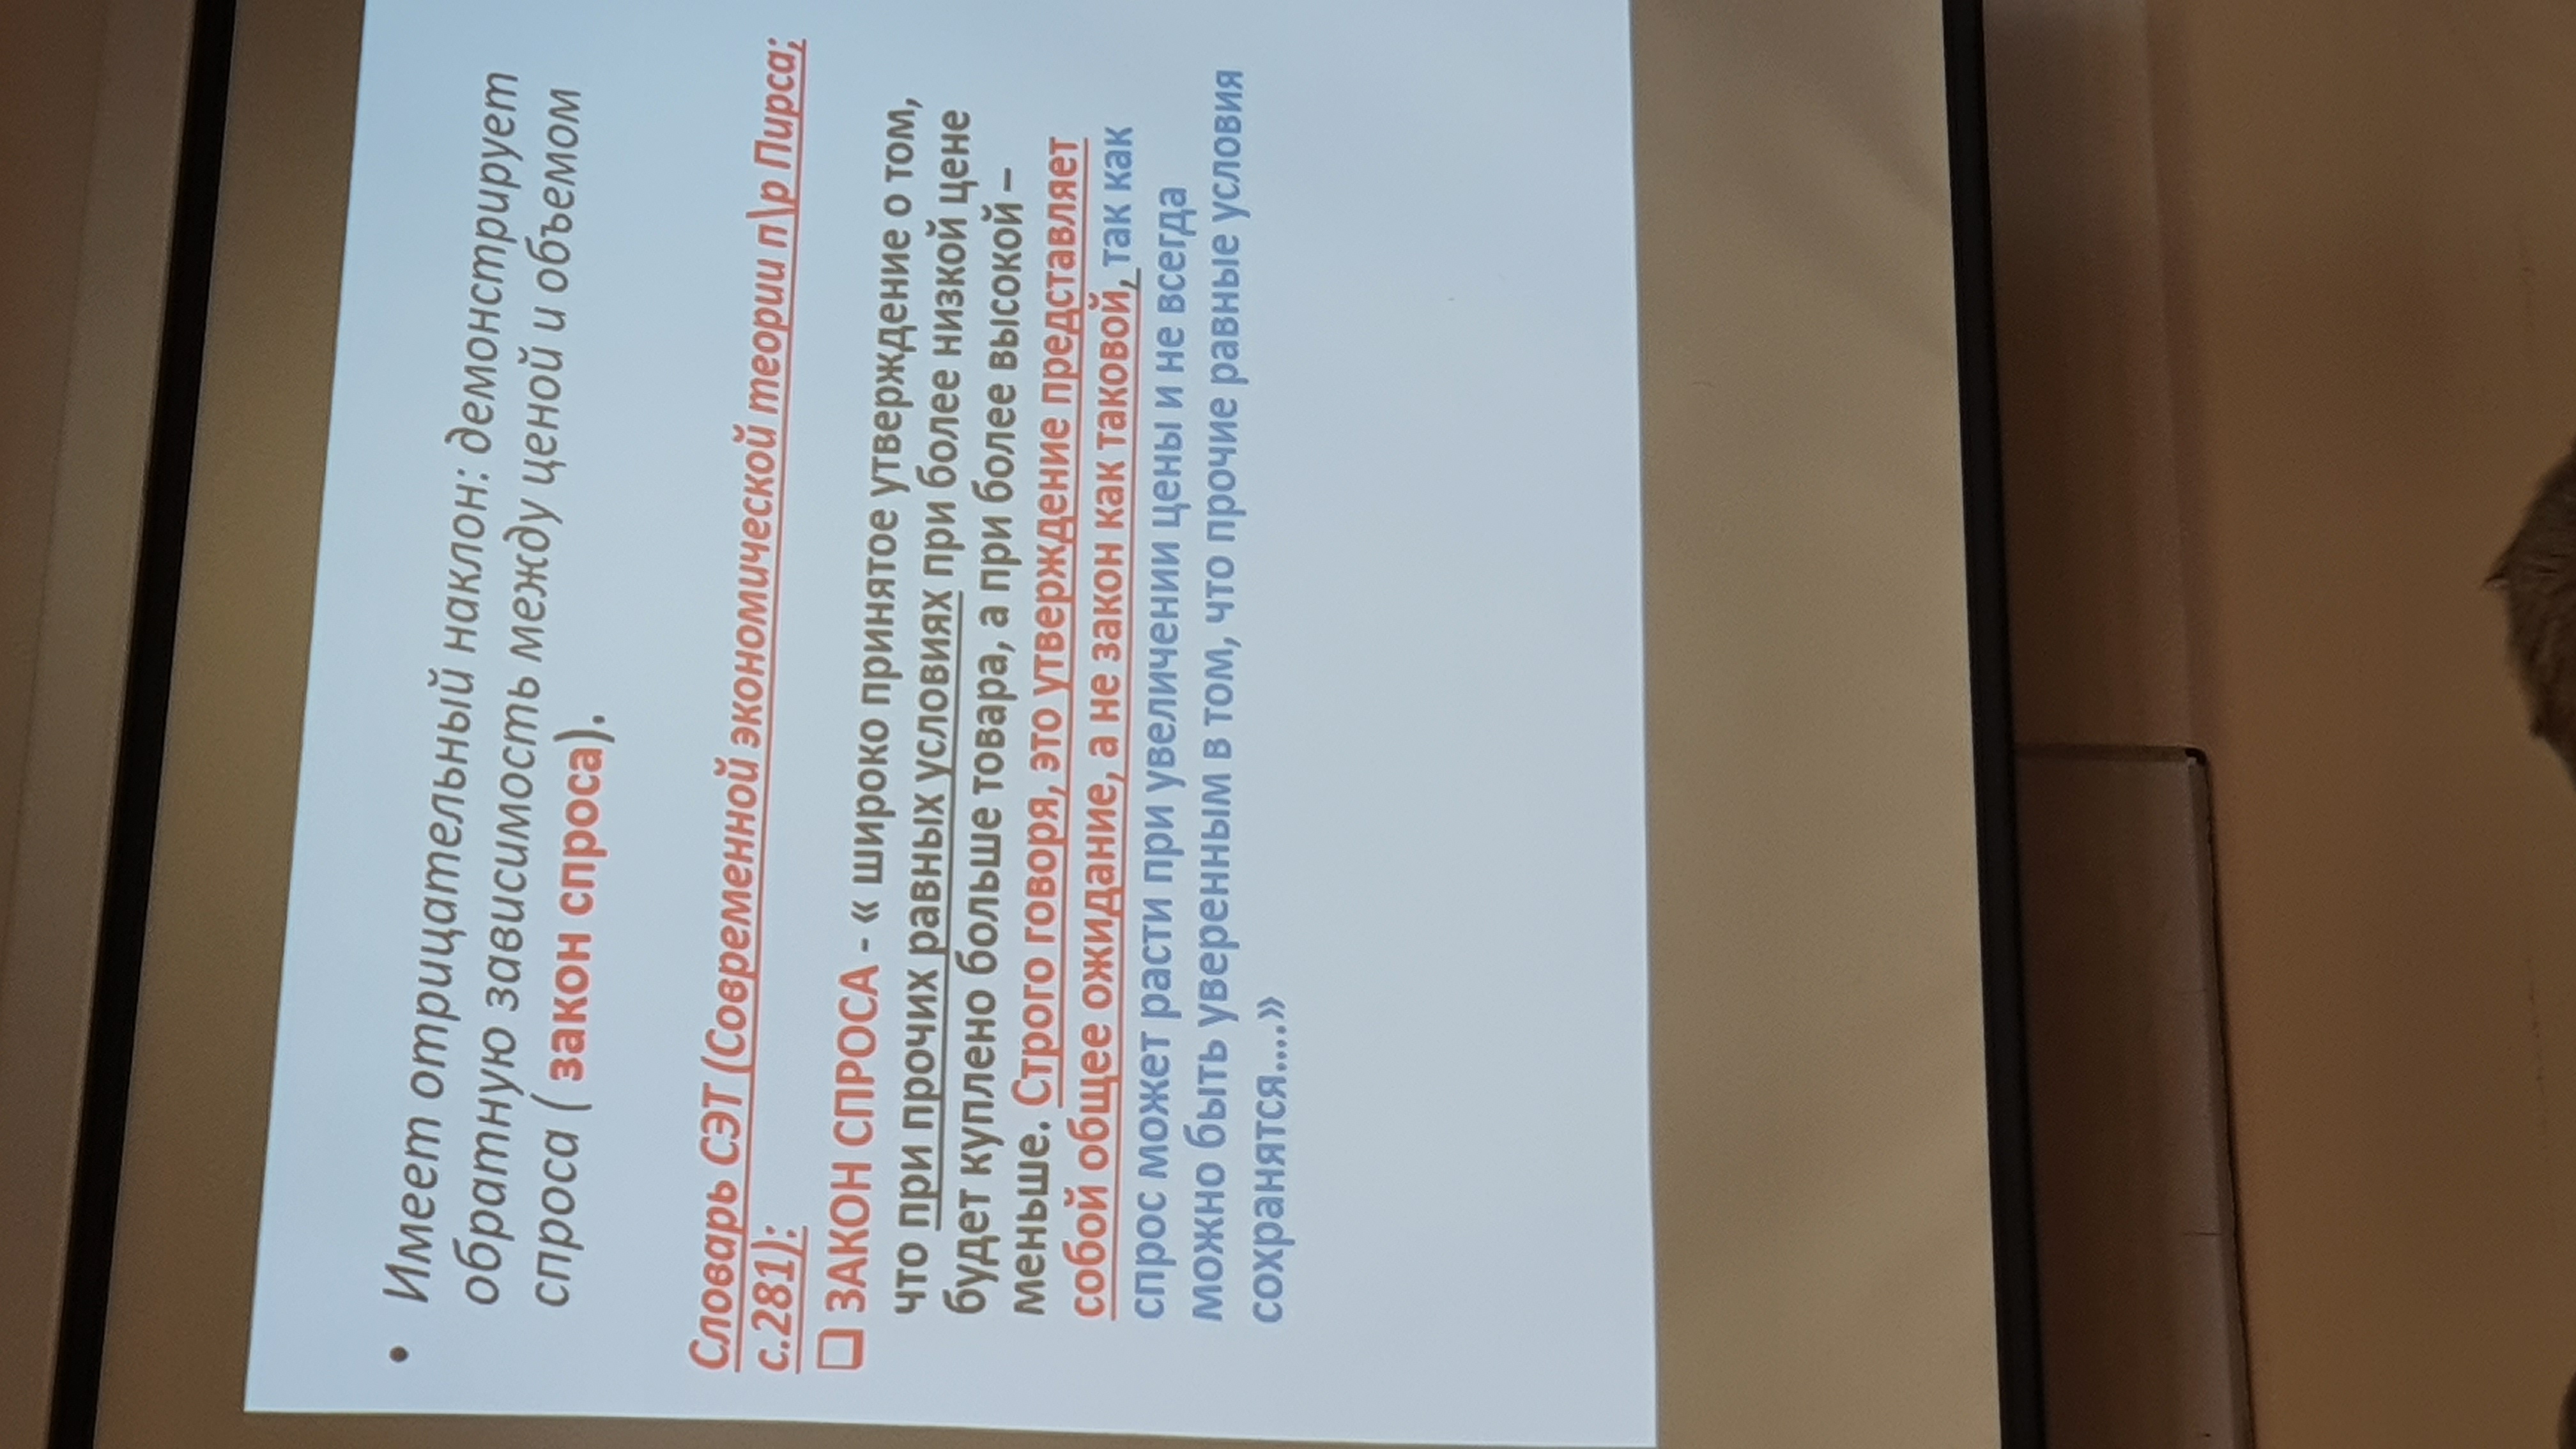 • Имеет отрицательный наклон: демонстрирует
обратную зависимость между ценой и объемом
спроса ( закон спроса).
Словарь СЭТ (Современной экономической теории п\р Пирса;
с.281):
❑ ЗАКОН СПРОСА - « широко принятое утверждение о том,
что при прочих равных условиях при более низкой цене
будет куплено больше товара, а при более высокой –
меньше. Строго говоря, это утверждение представляет
собой общее ожидание, а не закон как таковой, так как
спрос может расти при увеличении цены и не всегда
можно быть уверенным в том, что прочие равные условия
сохранятся….»